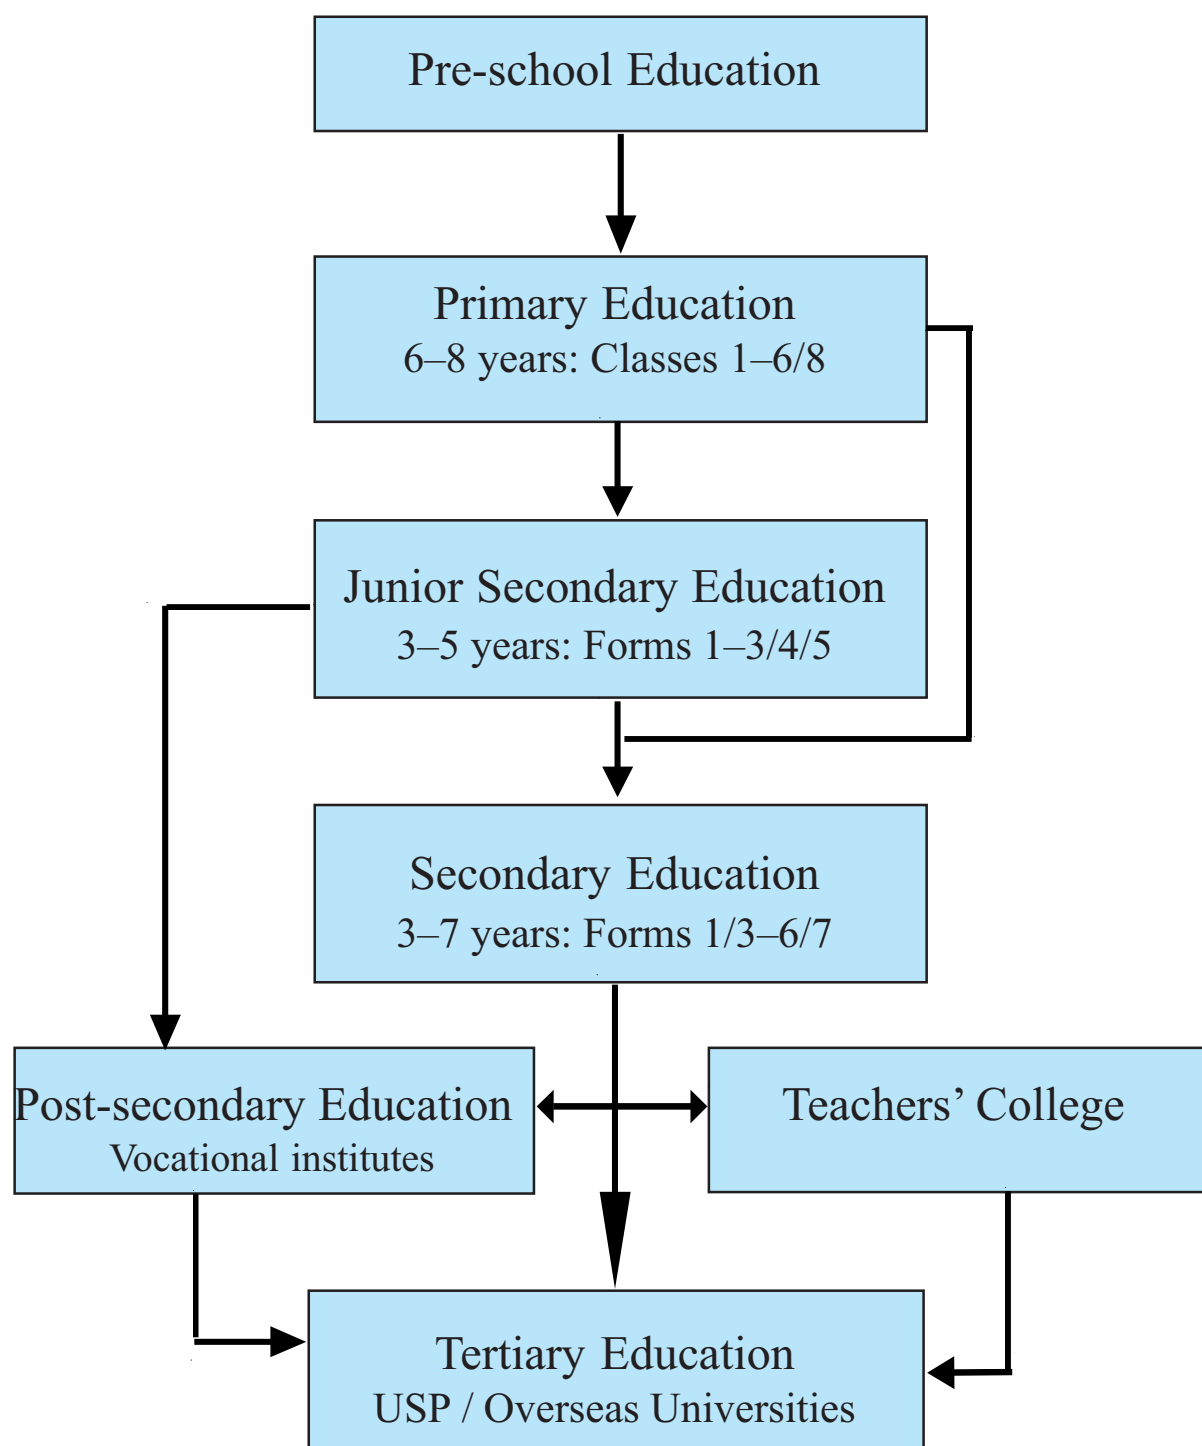 Pre-school Education
Primary Education
6–8 years: Classes 1–6/8
Junior Secondary Education
3–5 years: Forms 1–3/4/5
Secondary Education
3–7 years: Forms 1/3–6/7
Post-secondary Education
Vocational institutes
Teachers’ College
Tertiary Education
USP / Overseas Universities